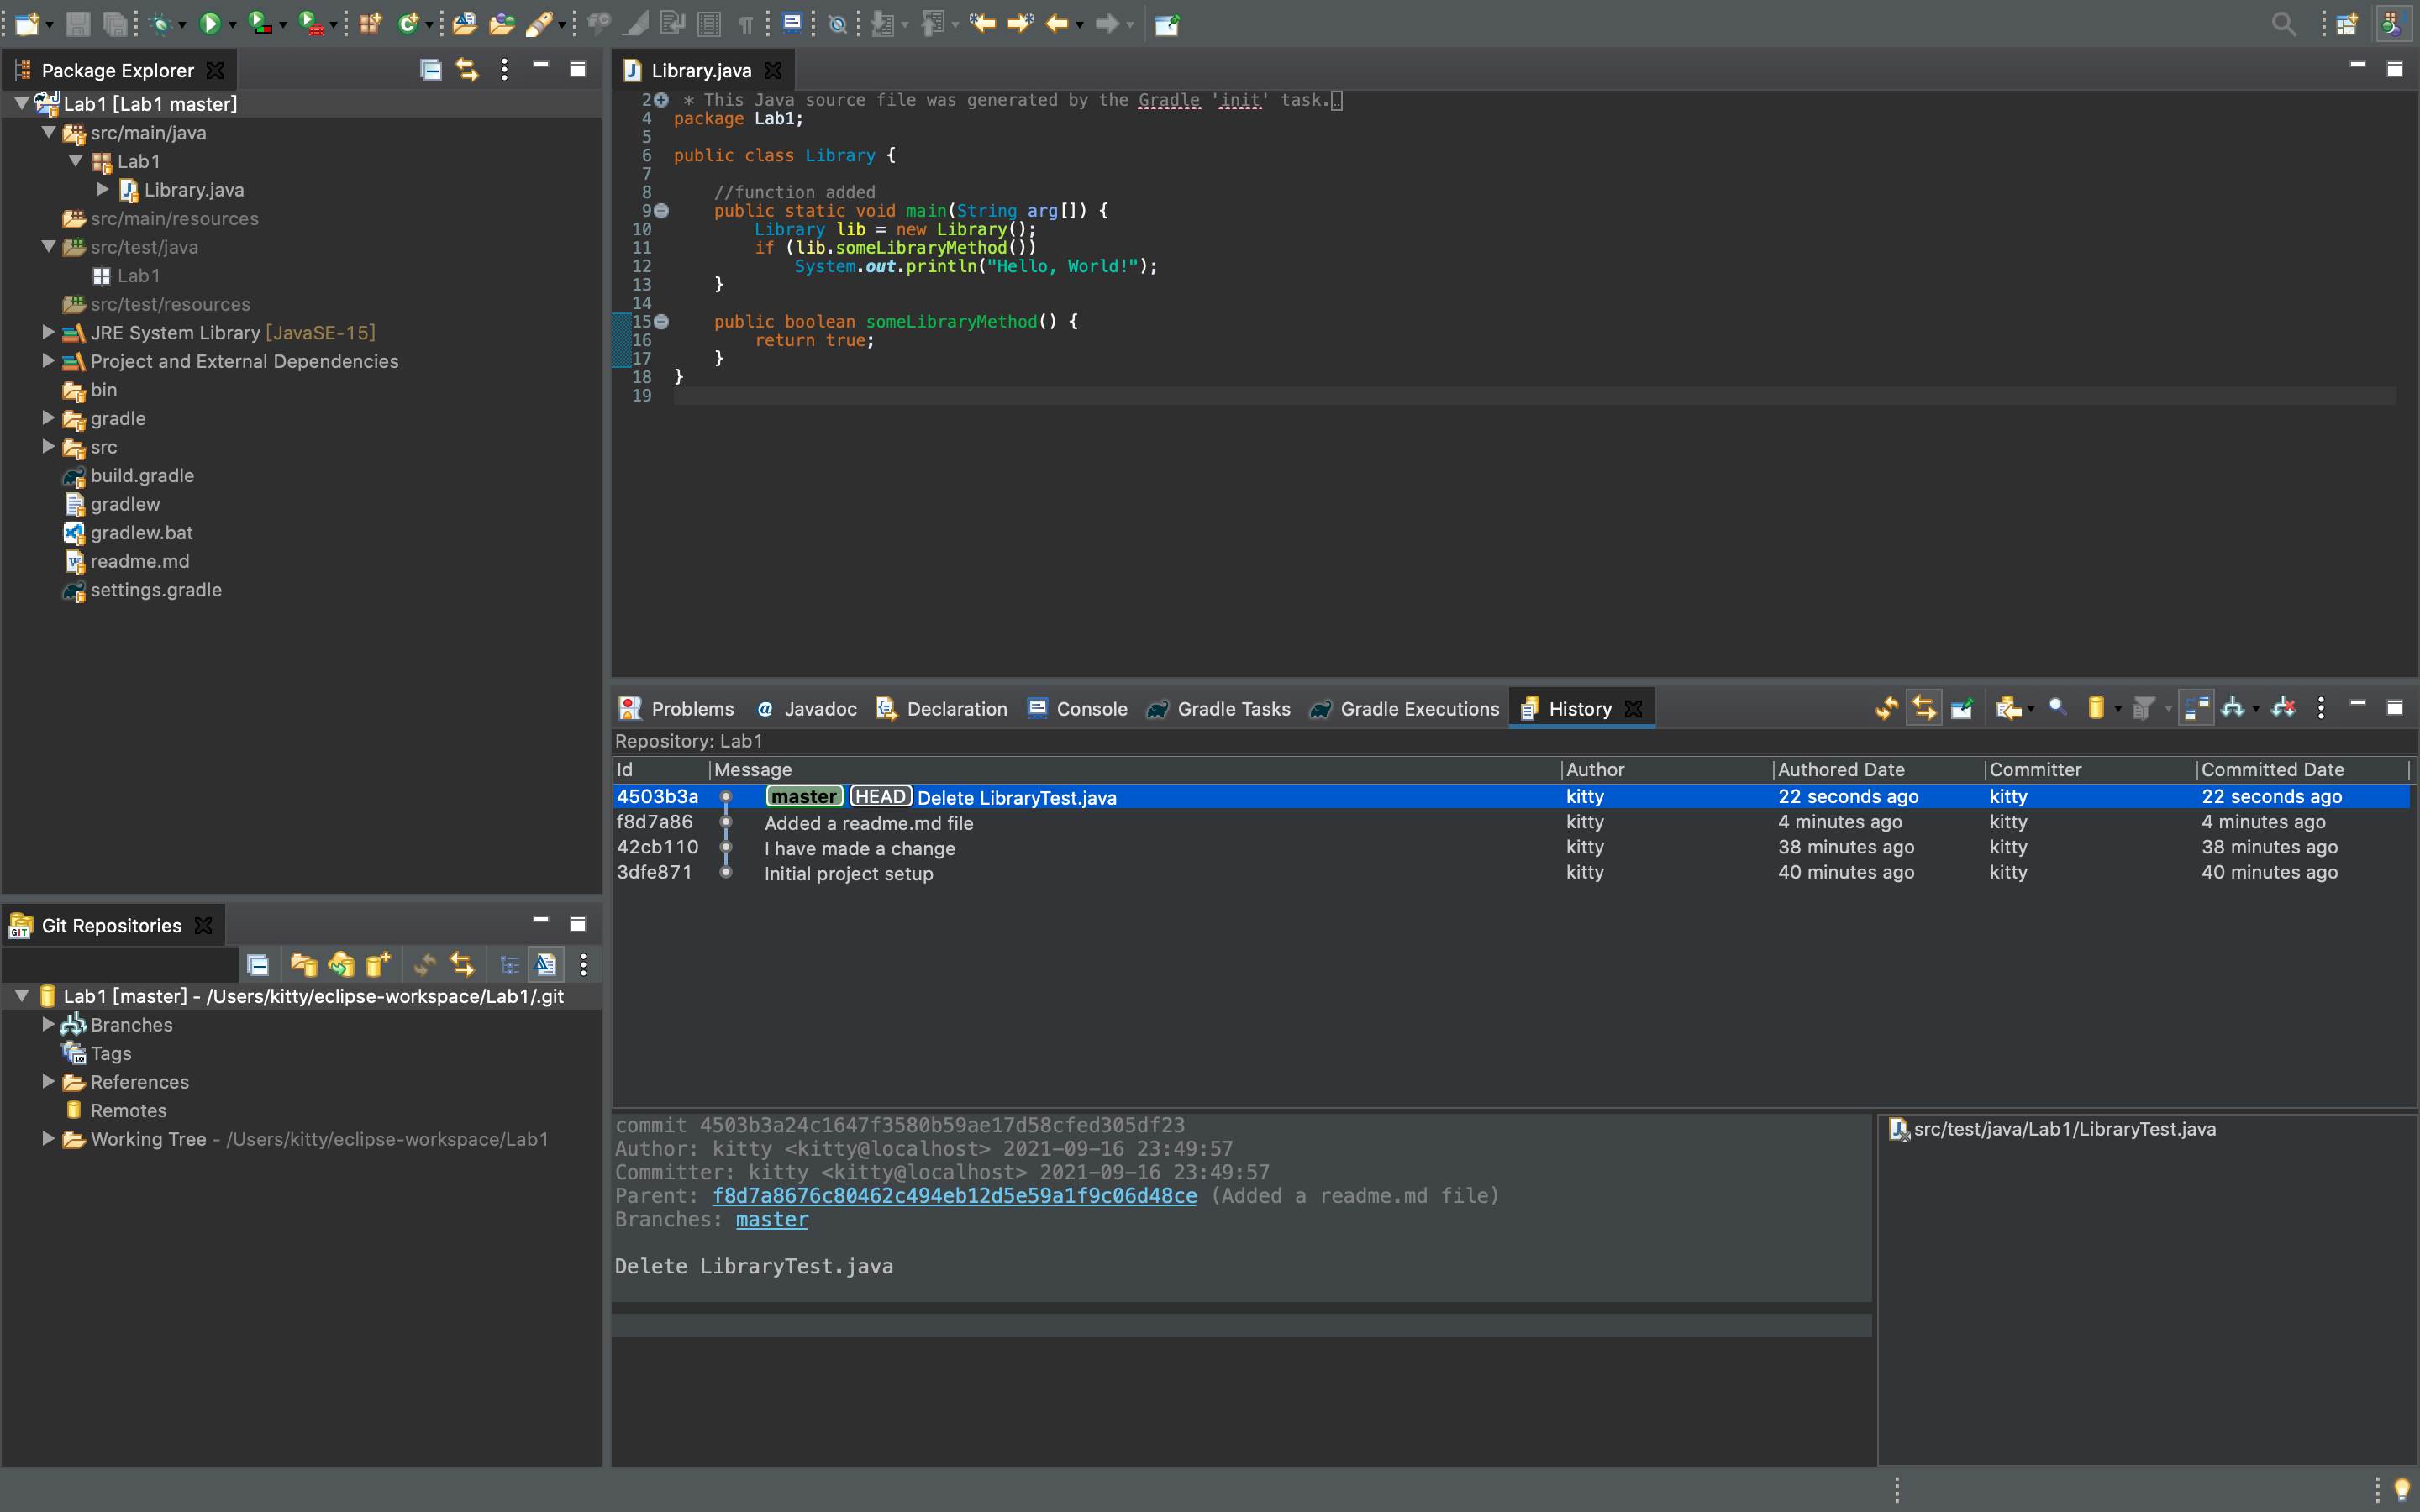 Package Explorer
Lab1 [Lab1 master]
src/main/java
Lab1
Library.java
src/main/resources
src/test/java
Lab1
src/test/resources
JRE System Library [JavaSE-15]
Project and External Dependencies
bin
gradle
src
build.gradle
gradlew
gradlew.bat
readme.md
settings.gradle
Git Repositories
Lab1 [master] - /Users/kitty/eclipse-workspace/Lab1/.git
Branches
Tags
References
Remotes
Working Tree - /Users/kitty/eclipse-workspace/Lab1
Library.java
2 * This Java source file was generated by the Gradle 'init' task.
4 package Lab1;
5
6 public class Library {
7
8 //function added
9 public static void main(String arg[]) {
10 Library lib = new Library();
11 if (lib.someLibraryMethod())
12 System.out.println("Hello, World!");
13 }
14
15 public boolean someLibraryMethod() {
16 return true;
17 }
18 }
19
Problems @ Javadoc Declaration Console Gradle Tasks Gradle Executions History
Repository: Lab1
Id Message Author Authored Date Committer Committed Date
4503b3a master HEAD Delete LibraryTest.java kitty 22 seconds ago kitty 22 seconds ago
f8d7a86 Added a readme.md file kitty 4 minutes ago kitty 4 minutes ago
42cb110 I have made a change kitty 38 minutes ago kitty 38 minutes ago
3dfe871 Initial project setup kitty 40 minutes ago kitty 40 minutes ago
commit 4503b3a24c1647f3580b59ae17d58cfed305df23
Author: kitty <kitty@localhost> 2021-09-16 23:49:57
Committer: kitty <kitty@localhost> 2021-09-16 23:49:57
Parent: f8d7a8676c80462c494eb12d5e59a1f9c06d48ce (Added a readme.md file)
Branches: master
Delete LibraryTest.java
src/test/java/Lab1/LibraryTest.java